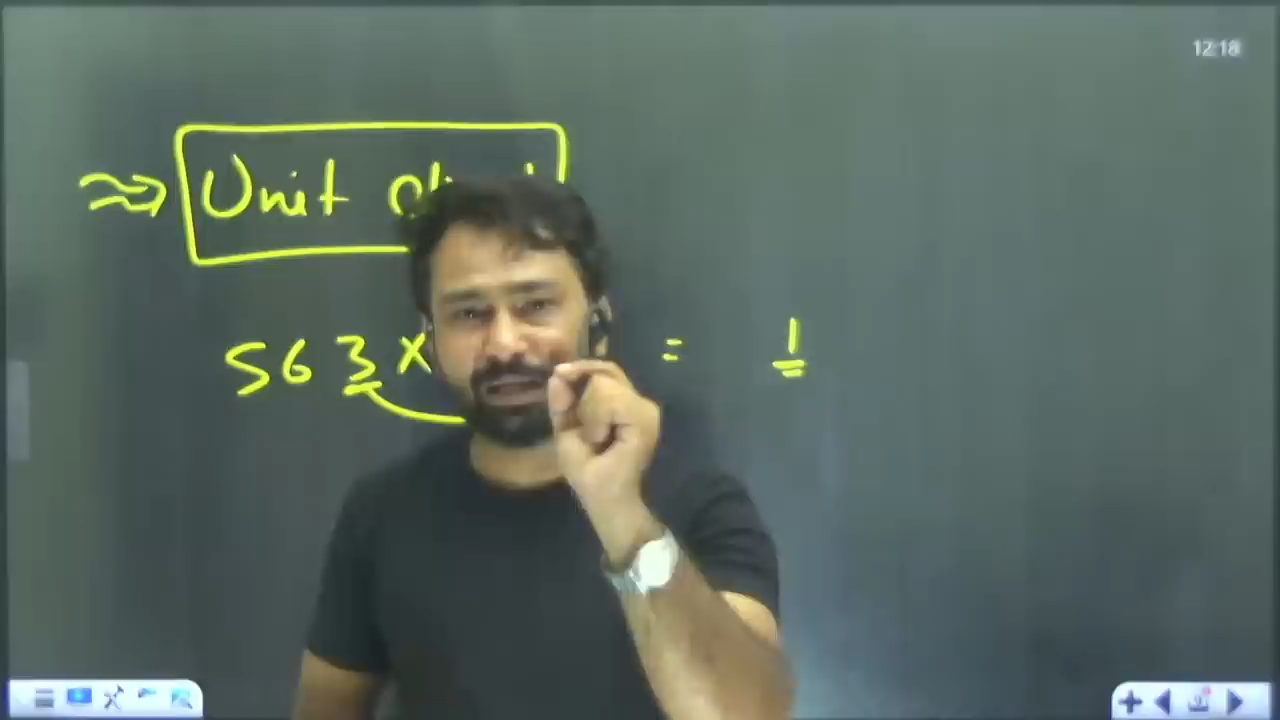 12:18
⇒ Unit
563 × = 1